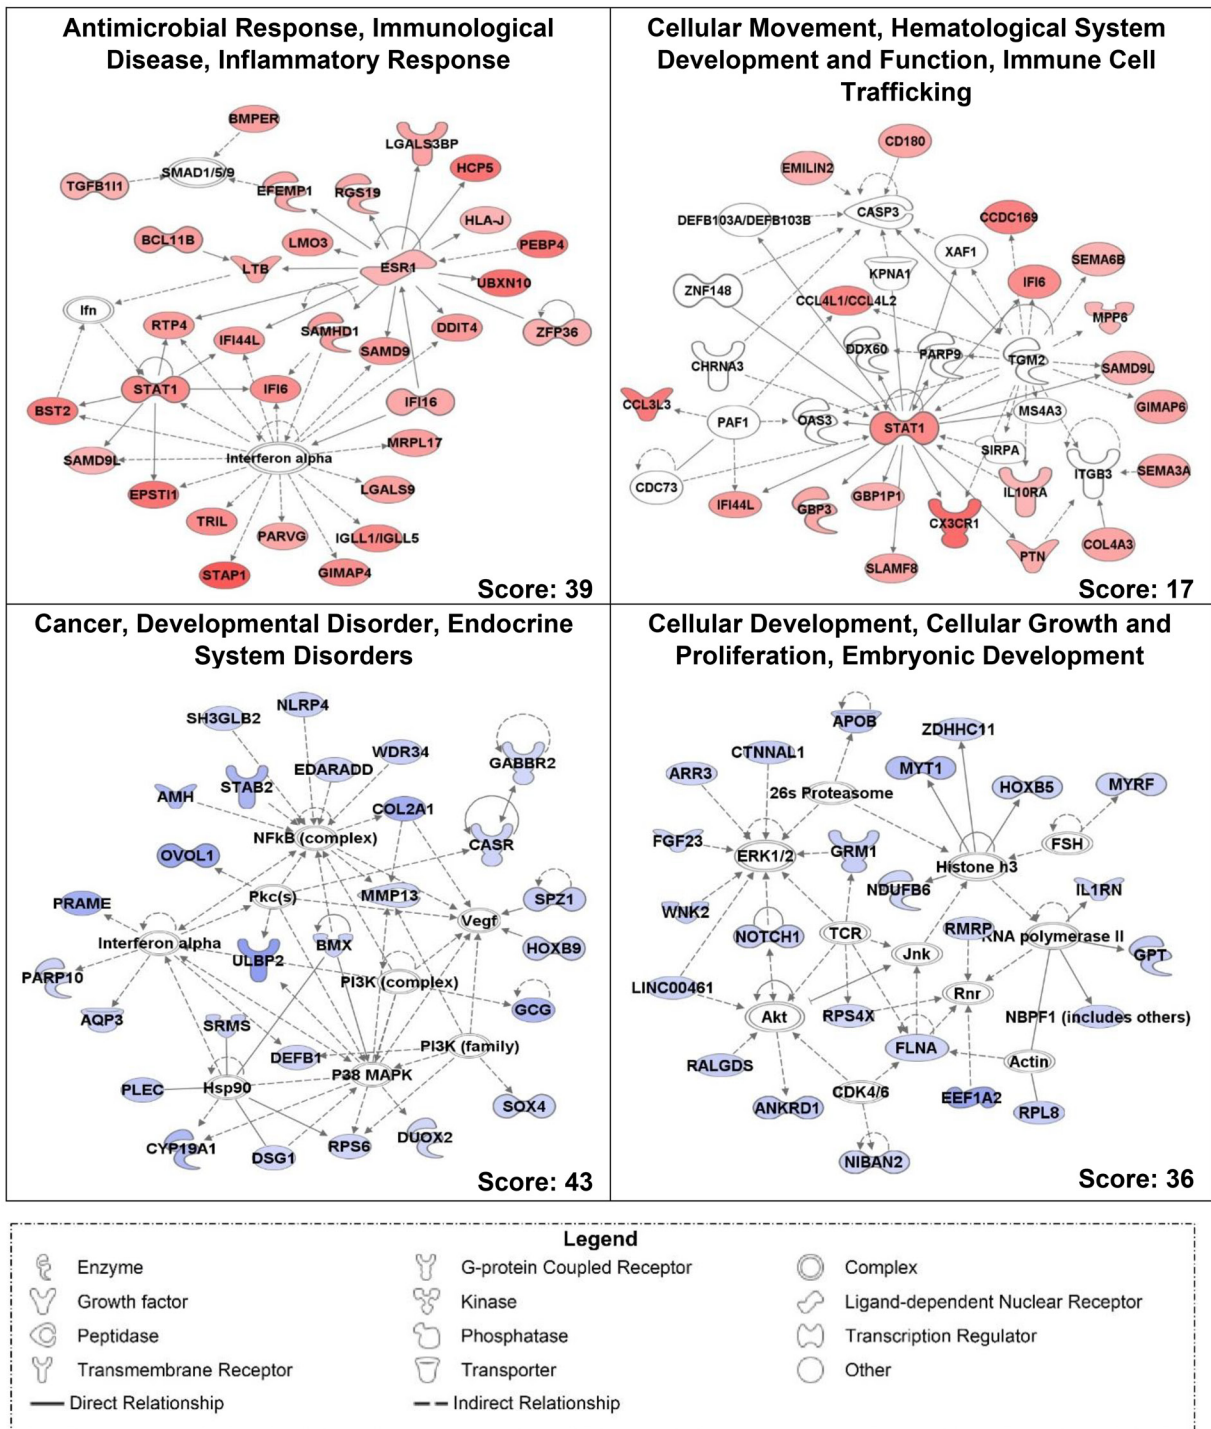 Antimicrobial Response, Immunological
Disease, Inflammatory Response
BMPER
LGALS3BP
SMAD1/5/9
HCP5
TGFB1I1
EFEMP1
RGS19
HLA-J
BCL11B
LMO3
PEBP4
LTB
ESR1
UBXN10
Ifn
RTP4
IFI44L
SAMHD1
DDIT4
ZFP36
SAMD9
STAT1
IFI6
BST2
IFI16
MRPL17
SAMD9L
Interferon alpha
LGALS9
EPSTI1
TRIL
PARVG
IGLL1/IGLL5
STAP1
GIMAP4
Score: 39
Cellular Movement, Hematological System
Development and Function, Immune Cell
Trafficking
CD180
EMILIN2
CASP3
CCDC169
DEFB103A/DEFB103B
XAF1
SEMA6B
KPNA1
IFI6
ZNF148
CCL4L1/CCL4L2
MPP6
DDX60
PARP9
TGM2
CHRNA3
SAMD9L
CCL3L3
GIMAP6
PAF1
OAS3
MS4A3
STAT1
SIRPA
ITGB3
SEMA3A
CDC73
IL10RA
IFI44L
GBP3
GBP1P1
CX3CR1
PTN
COL4A3
SLAMF8
Score: 17
Cancer, Developmental Disorder, Endocrine
System Disorders
NLRP4
SH3GLB2
WDR34
GABBR2
EDARADD
STAB2
AMH
COL2A1
NFkB (complex)
CASR
OVOL1
Pkc(s)
MMP13
SPZ1
PRAME
Vegf
Interferon alpha
BMX
HOXB9
ULBP2
PARP10
PI3K (complex)
GCG
AQP3
SRMS
PI3K (family)
DEFB1
P38 MAPK
PLEC
Hsp90
SOX4
CYP19A1
DSG1
RPS6
DUOX2
Score: 43
Cellular Development, Cellular Growth and
Proliferation, Embryonic Development
APOB
ZDHHC11
CTNNAL1
ARR3
MYT1
26s Proteasome
HOXB5
MYRF
FGF23
ERK1/2
GRM1
FSH
Histone h3
NDUFB6
IL1RN
WNK2
NOTCH1
TCR
RMRP
RNA polymerase II
Jnk
GPT
LINC00461
Rnr
Akt
RPS4X
NBPF1 (includes others)
RALGDS
FLNA
Actin
CDK4/6
EEF1A2
ANKRD1
RPL8
NIBAN2
Score: 36
Legend
Enzyme
G-protein Coupled Receptor
Complex
Growth factor
Kinase
Ligand-dependent Nuclear Receptor
Peptidase
Phosphatase
Transcription Regulator
Transmembrane Receptor
Transporter
Other
Direct Relationship
Indirect Relationship